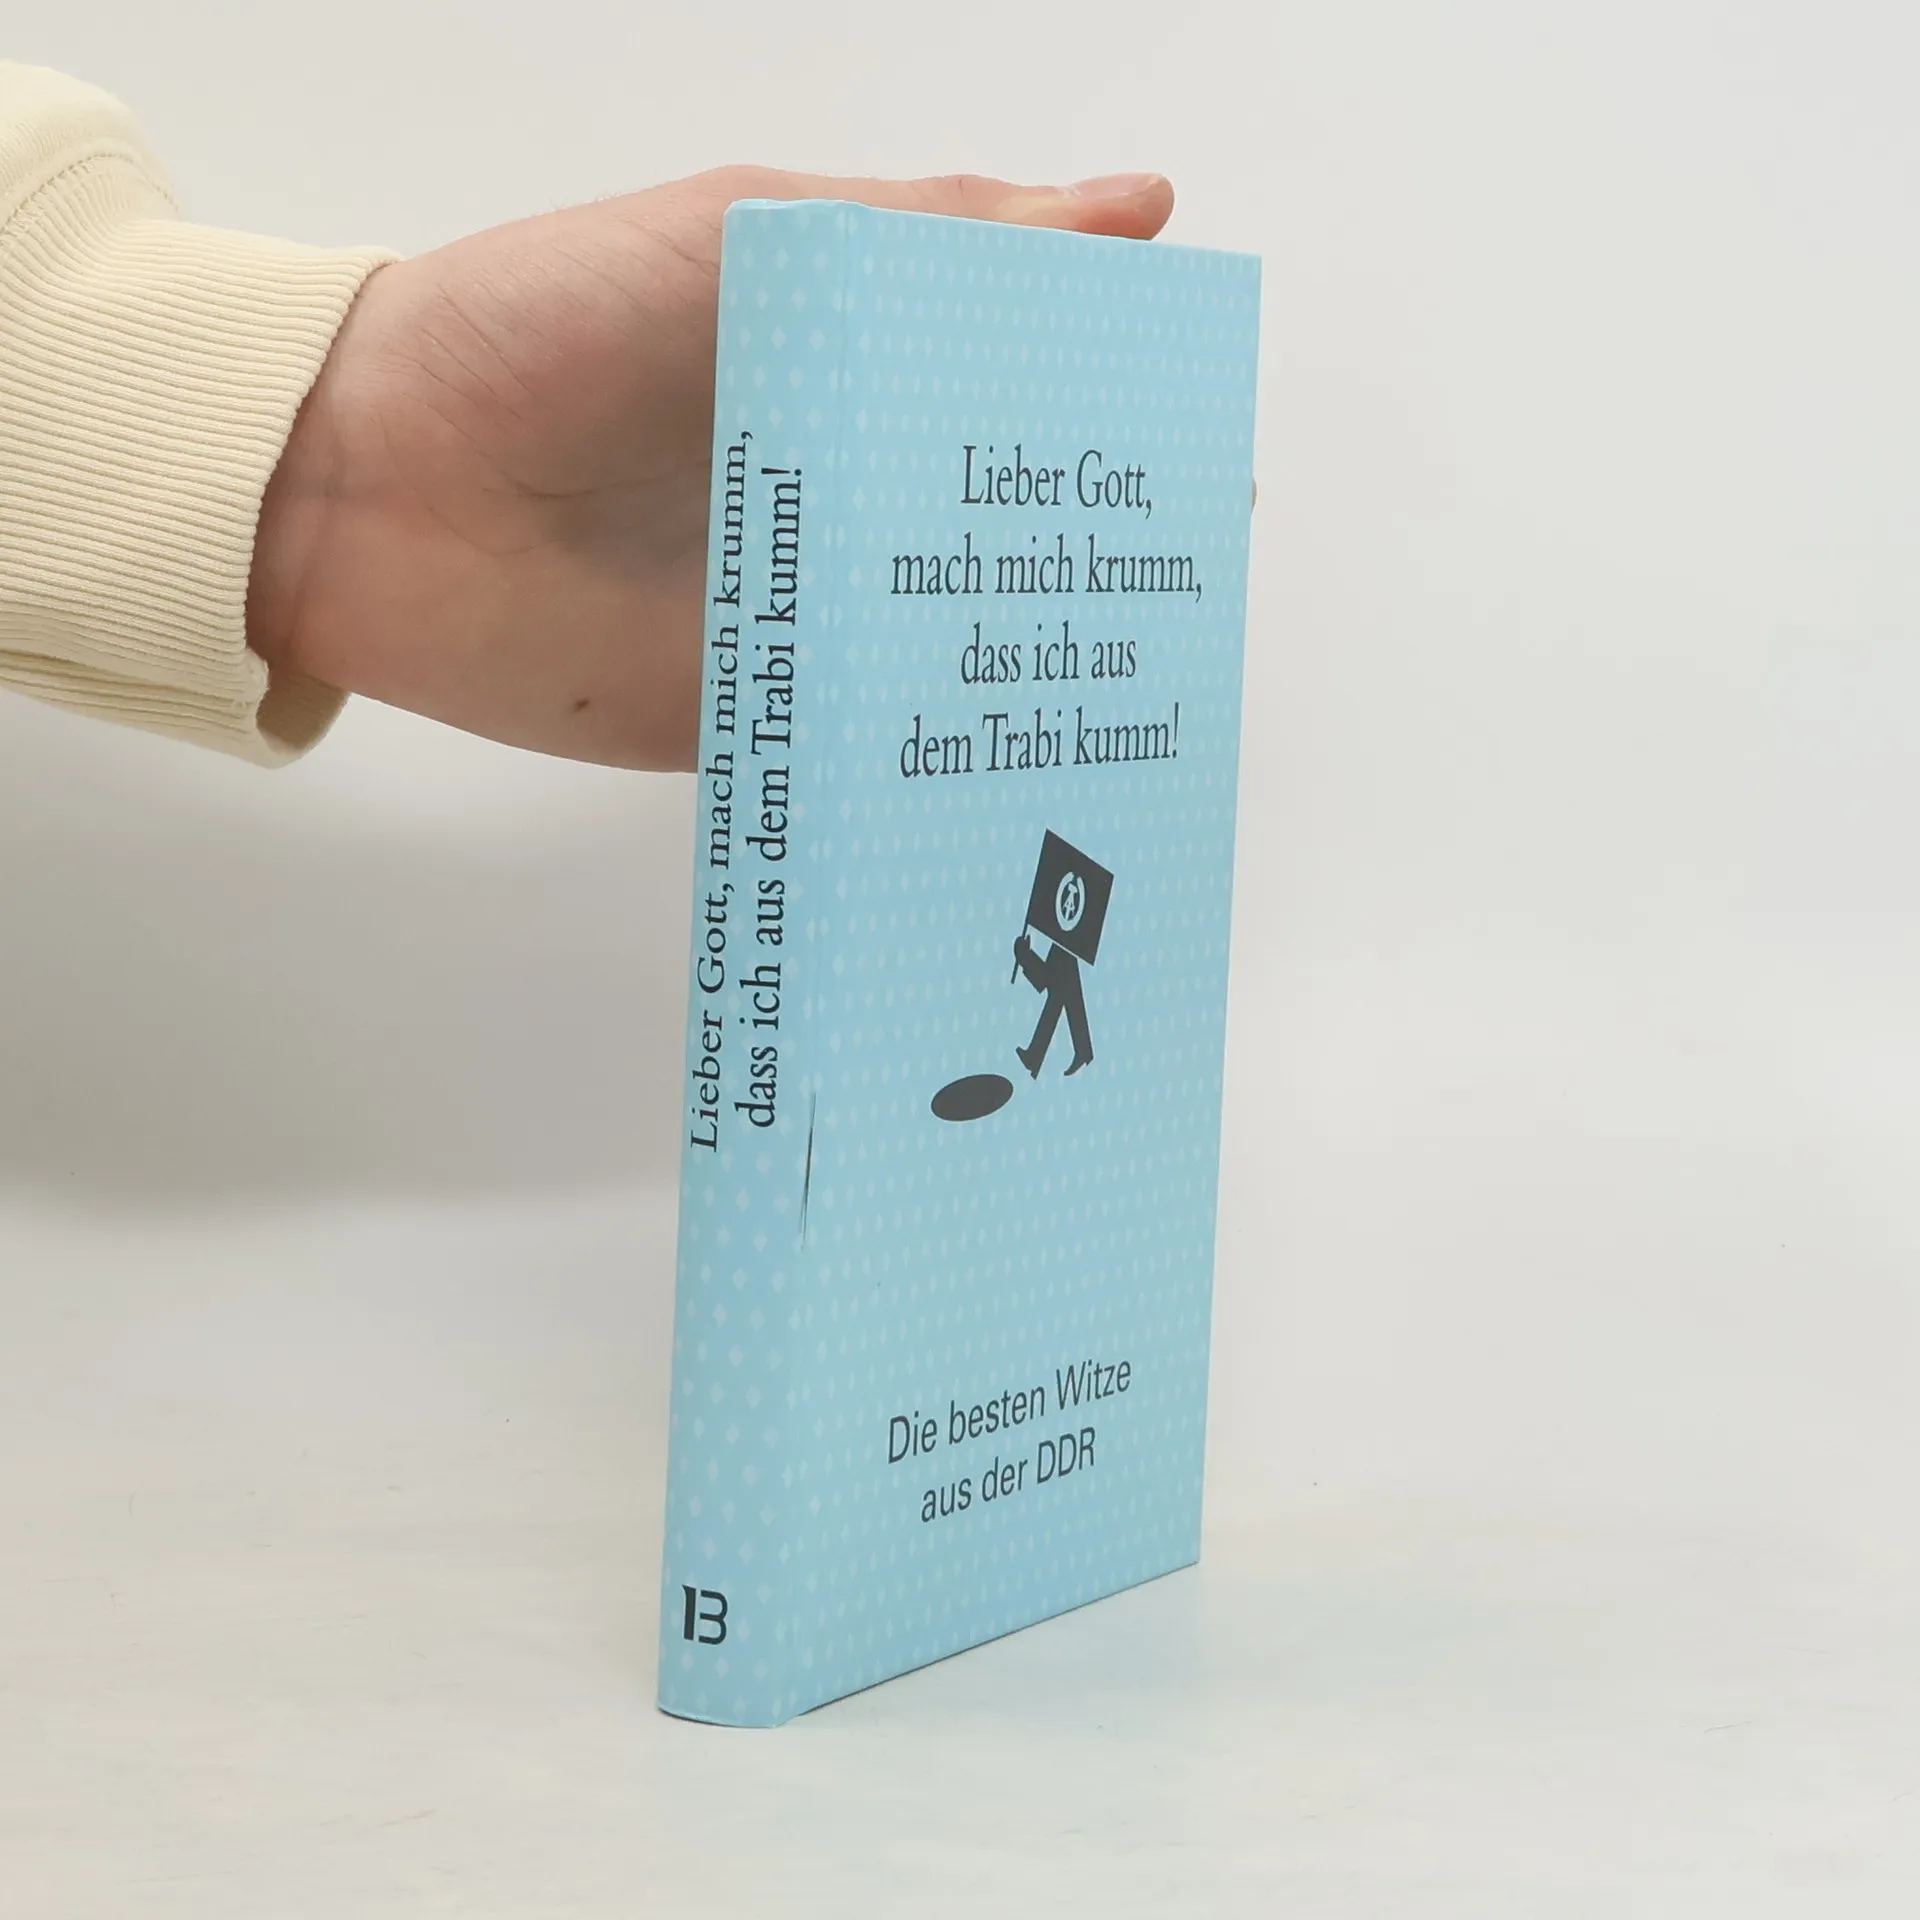 Lieber Gott, mach mich krumm,
dass ich aus dem Trabi kumm!
B
Lieber Gott,
mach mich krumm,
dass ich aus
dem Trabi kumm!
Die besten Witze
aus der DDR